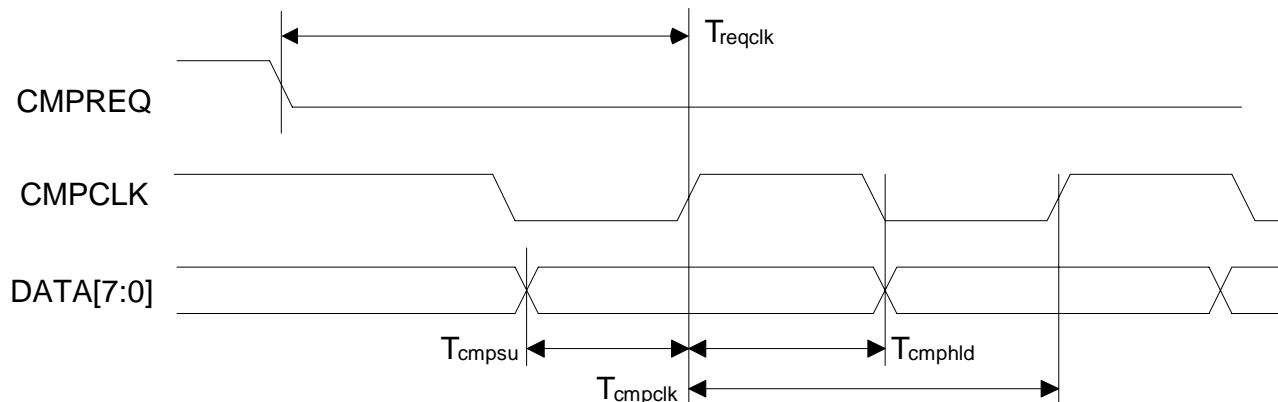 Treqclk
CMPREQ
CMPCLK
DATA[7:0]
Tcmpsu
Tcmphld
Tcmpclk